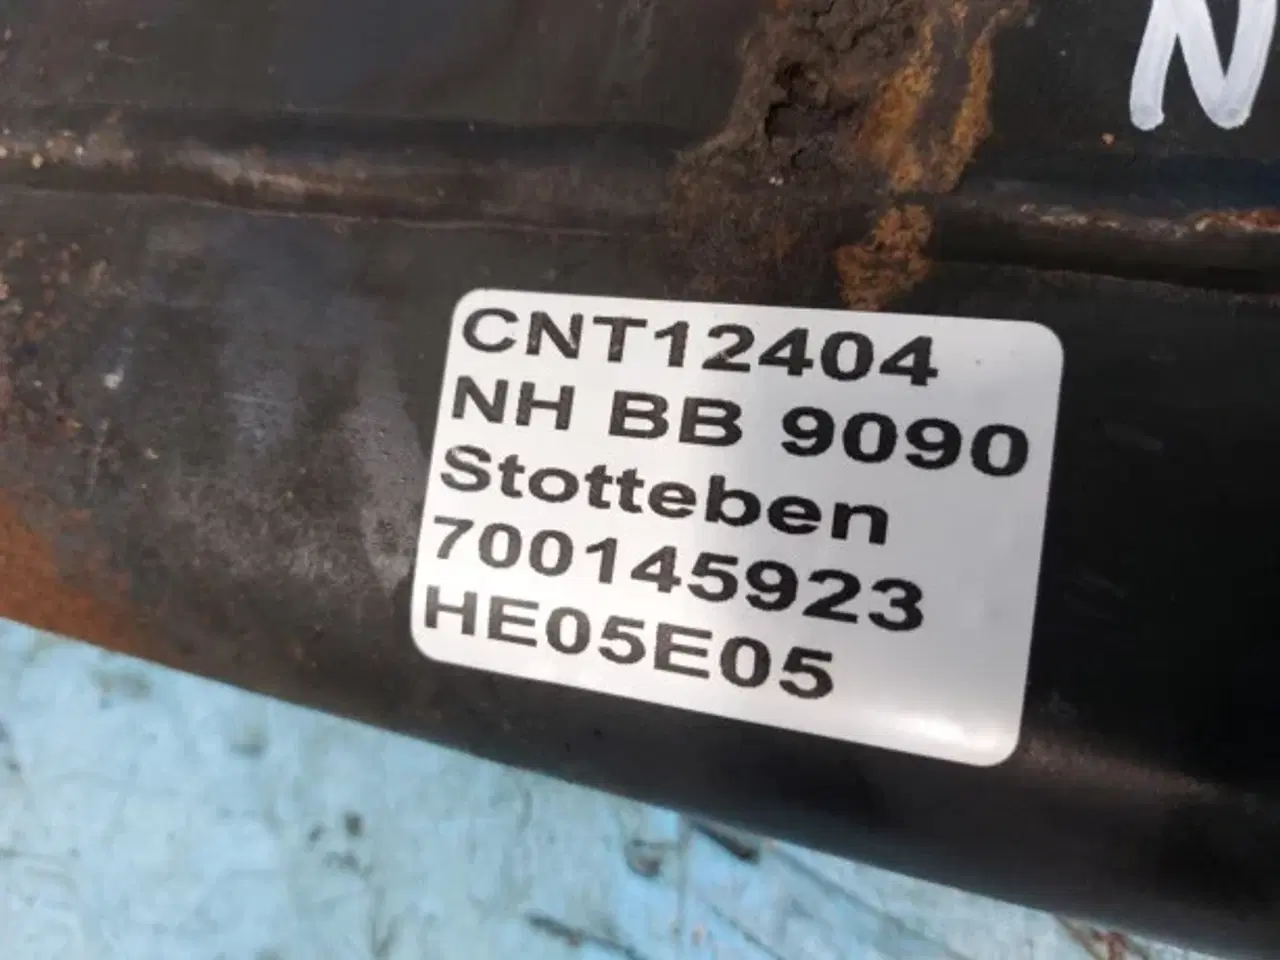 N
CNT12404
NH BB 9090
Stotteben
700145923
HE05E05